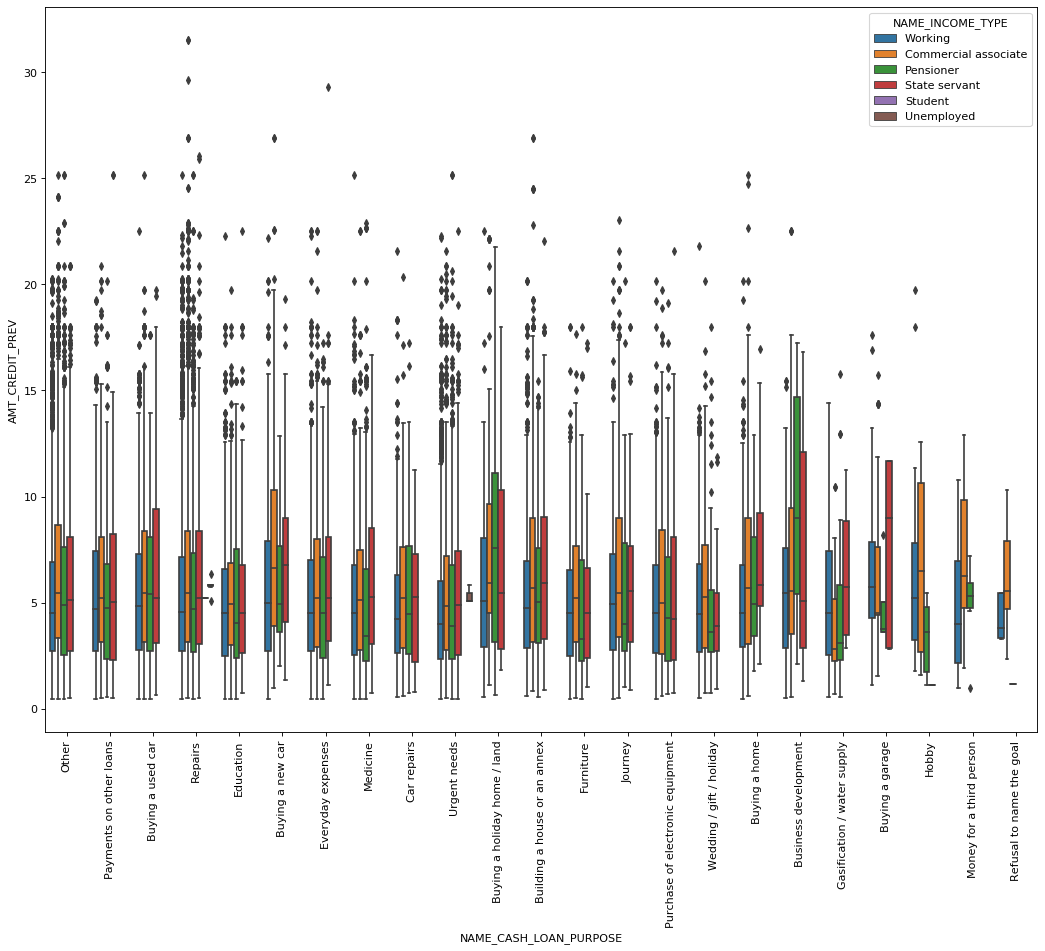 NAME_INCOME_TYPE
Working
Commercial associate
Pensioner
State servant
Student
Unemployed
AMT_CREDIT_PREV
30
25
20
15
10
5
0
Other
Payments on other loans
Buying a used car
Repairs
Education
Buying a new car
Everyday expenses
Medicine
Car repairs
Urgent needs
Buying a holiday home / land
Building a house or an annex
Furniture
Journey
Purchase of electronic equipment
Wedding / gift / holiday
Buying a home
Business development
Gasification / water supply
Buying a garage
Hobby
Money for a third person
Refusal to name the goal
NAME_CASH_LOAN_PURPOSE